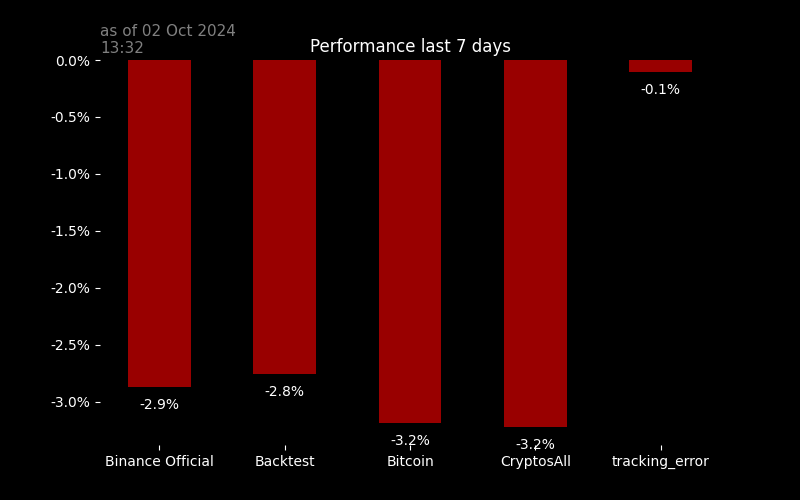 as of 02 Oct 2024
13:32
Performance last 7 days
0.0%
-0.5%
-1.0%
-1.5%
-2.0%
-2.5%
-3.0%
-2.9%
-2.8%
-3.2%
-3.2%
-0.1%
Binance Official
Backtest
Bitcoin
CryptosAll
tracking_error